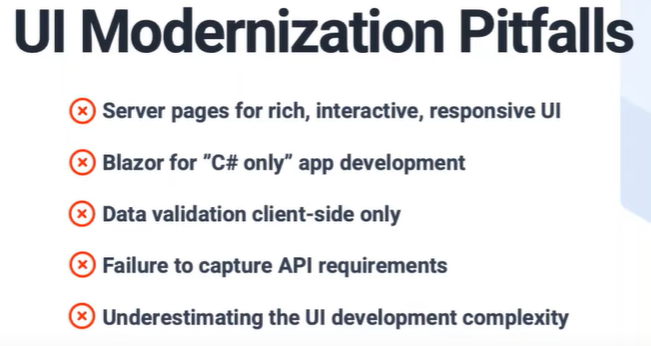 UI Modernization Pitfalls
Server pages for rich, interactive, responsive UI
Blazor for ”C# only” app development
Data validation client-side only
Failure to capture API requirements
Underestimating the UI development complexity